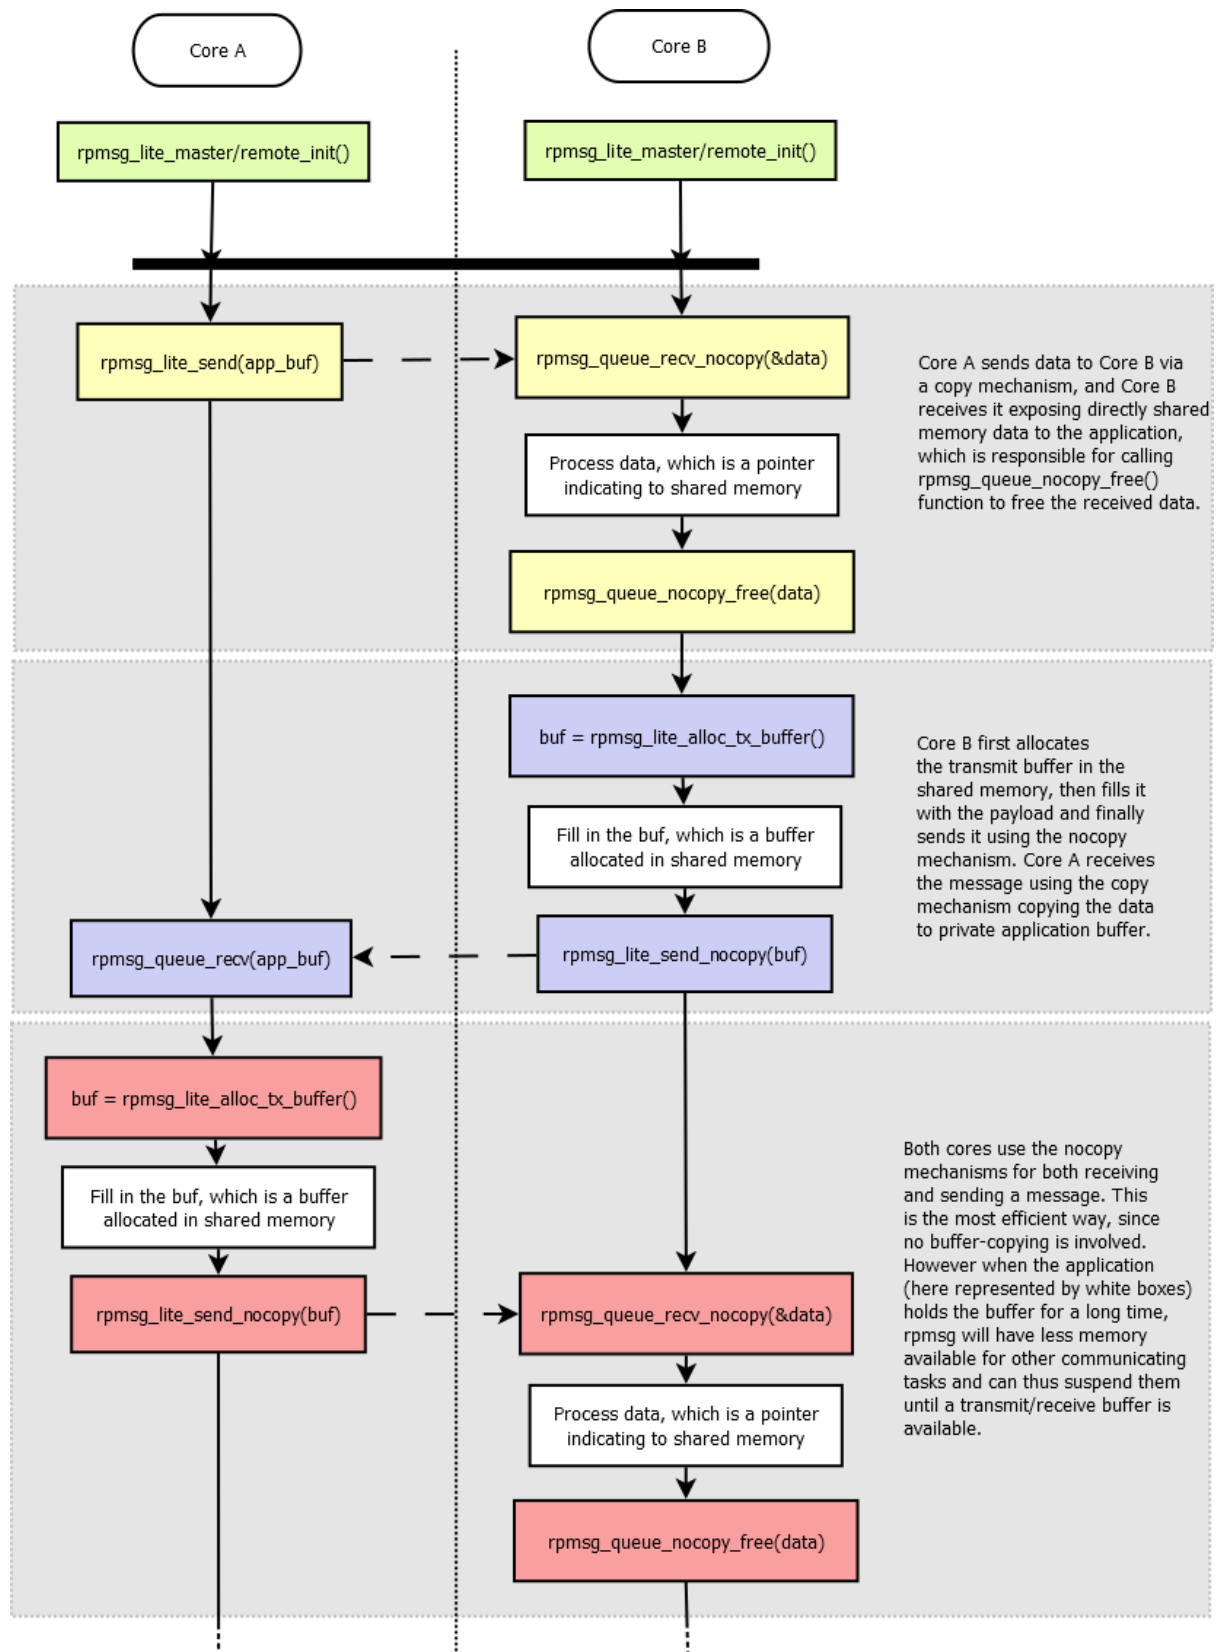 Core A
Core B
rpmsg_lite_master/remote_init()
rpmsg_lite_master/remote_init()
rpmsg_lite_send(app_buf)
rpmsg_queue_recv_nocopy(&data)
Process data, which is a pointer
indicating to shared memory
rpmsg_queue_nocopy_free(data)
Core A sends data to Core B via
a copy mechanism, and Core B
receives it exposing directly shared
memory data to the application,
which is responsible for calling
rpmsg_queue_nocopy_free()
function to free the received data.
buf = rpmsg_lite_alloc_tx_buffer()
Fill in the buf, which is a buffer
allocated in shared memory
rpmsg_lite_send_nocopy(buf)
rpmsg_queue_recv(app_buf)
Core B first allocates
the transmit buffer in the
shared memory, then fills it
with the payload and finally
sends it using the nocopy
mechanism. Core A receives
the message using the copy
mechanism copying the data
to private application buffer.
buf = rpmsg_lite_alloc_tx_buffer()
Fill in the buf, which is a buffer
allocated in shared memory
rpmsg_lite_send_nocopy(buf)
rpmsg_queue_recv_nocopy(&data)
Process data, which is a pointer
indicating to shared memory
rpmsg_queue_nocopy_free(data)
Both cores use the nocopy
mechanisms for both receiving
and sending a message. This
is the most efficient way, since
no buffer-copying is involved.
However when the application
(here represented by white boxes)
holds the buffer for a long time,
rpmsg will have less memory
available for other communicating
tasks and can thus suspend them
until a transmit/receive buffer is
available.